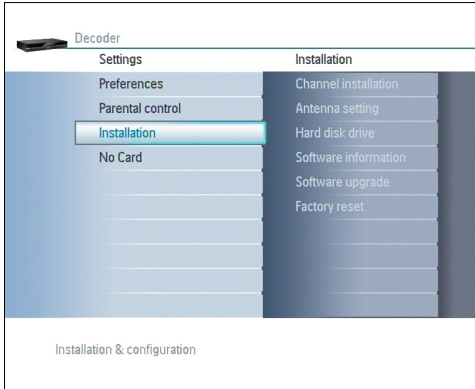 Decoder
Settings
Preferences
Parental control
Installation
No Card
Installation
Channel installation
Antenna setting
Hard disk drive
Software information
Software upgrade
Factory reset
Installation & configuration